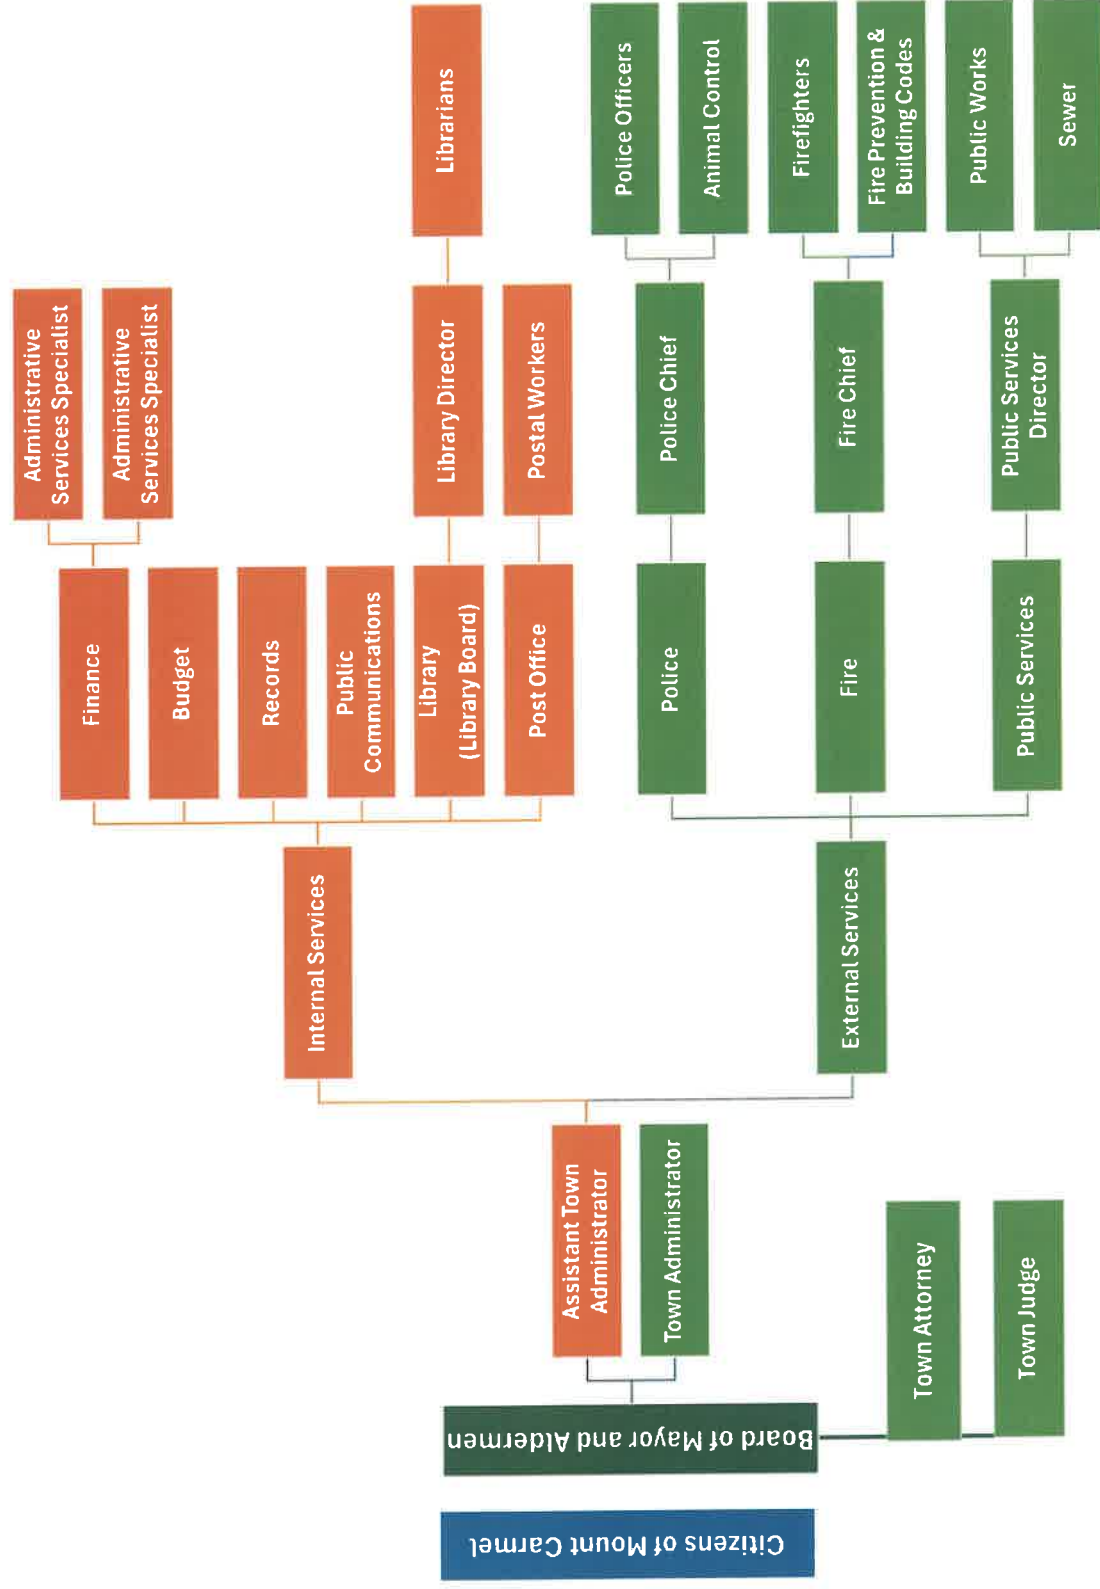 Citizens of Mount Carmel
Board of Mayor and Aldermen
Assistant Town
Administrator
Town Administrator
Town Attorney
Town Judge
Internal Services
External Services
Finance
Budget
Records
Public
Communications
Library
(Library Board)
Post Office
Administrative
Services Specialist
Administrative
Services Specialist
Library Director
Postal Workers
Librarians
Police
Fire
Public Services
Police Chief
Fire Chief
Public Services
Director
Police Officers
Animal Control
Firefighters
Fire Prevention &
Building Codes
Public Works
Sewer